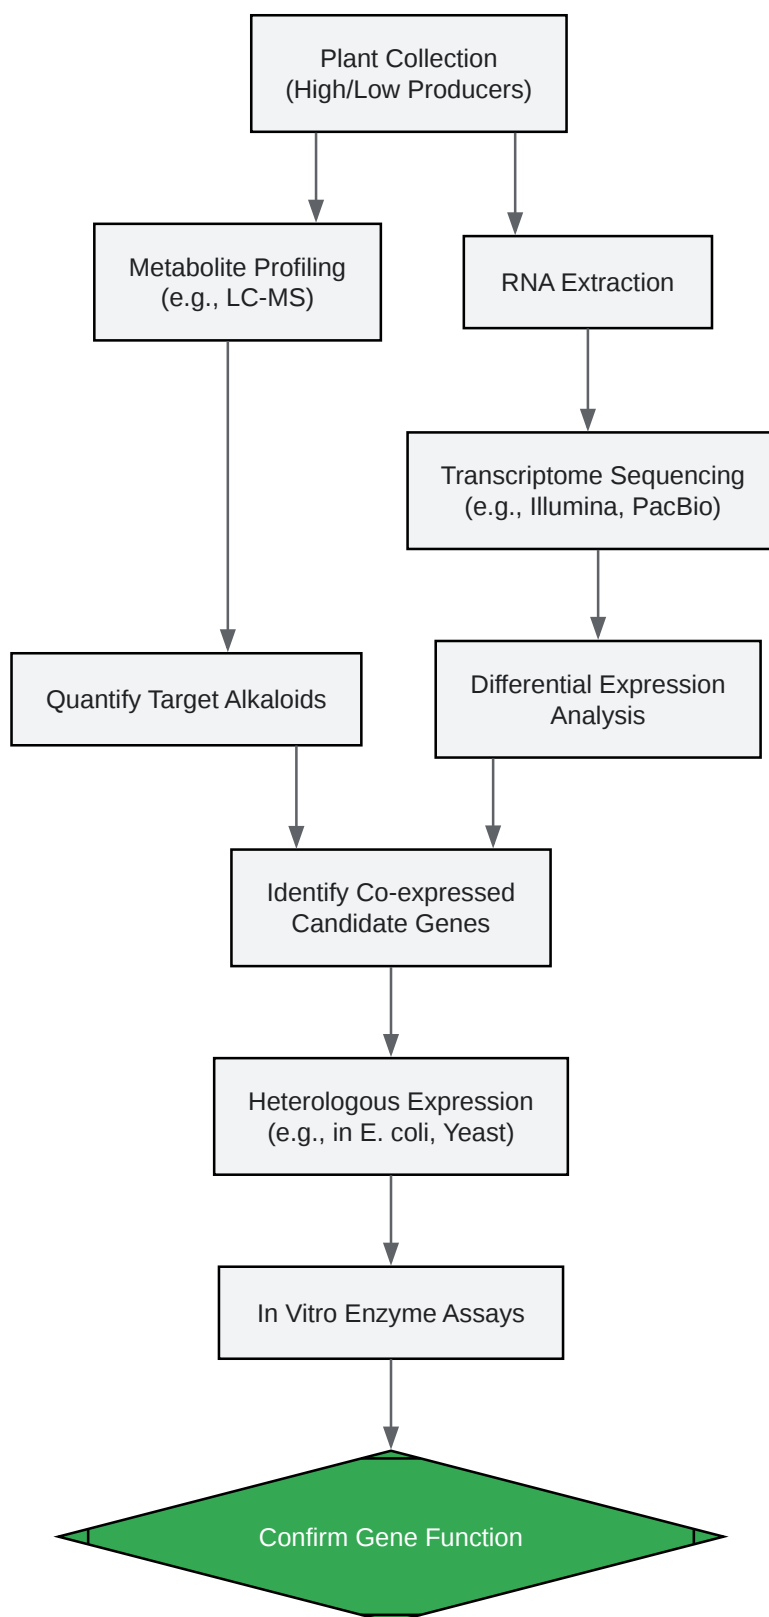 Plant Collection
(High/Low Producers)
Metabolite Profiling
(e.g., LC-MS)
RNA Extraction
Transcriptome Sequencing
(e.g., Illumina, PacBio)
Quantify Target Alkaloids
Differential Expression
Analysis
Identify Co-expressed
Candidate Genes
Heterologous Expression
(e.g., in E. coli, Yeast)
In Vitro Enzyme Assays
Confirm Gene Function